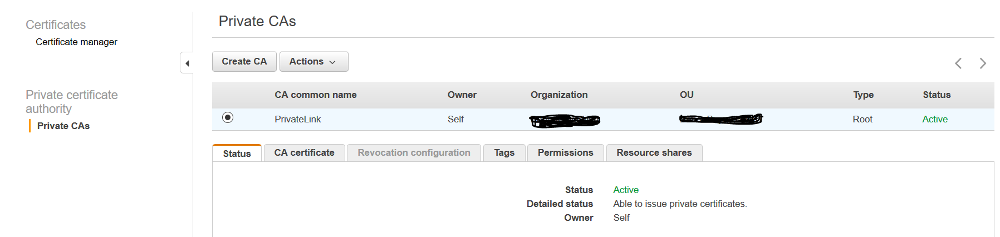 Certificates
Certificate manager
Private certificate
authority
Private CAs
Private CAs
Create CA Actions
CA common name Owner Organization OU Type Status
PrivateLink Self Root Active
Status CA certificate Revocation configuration Tags Permissions Resource shares
Status Active
Detailed status Able to issue private certificates.
Owner Self